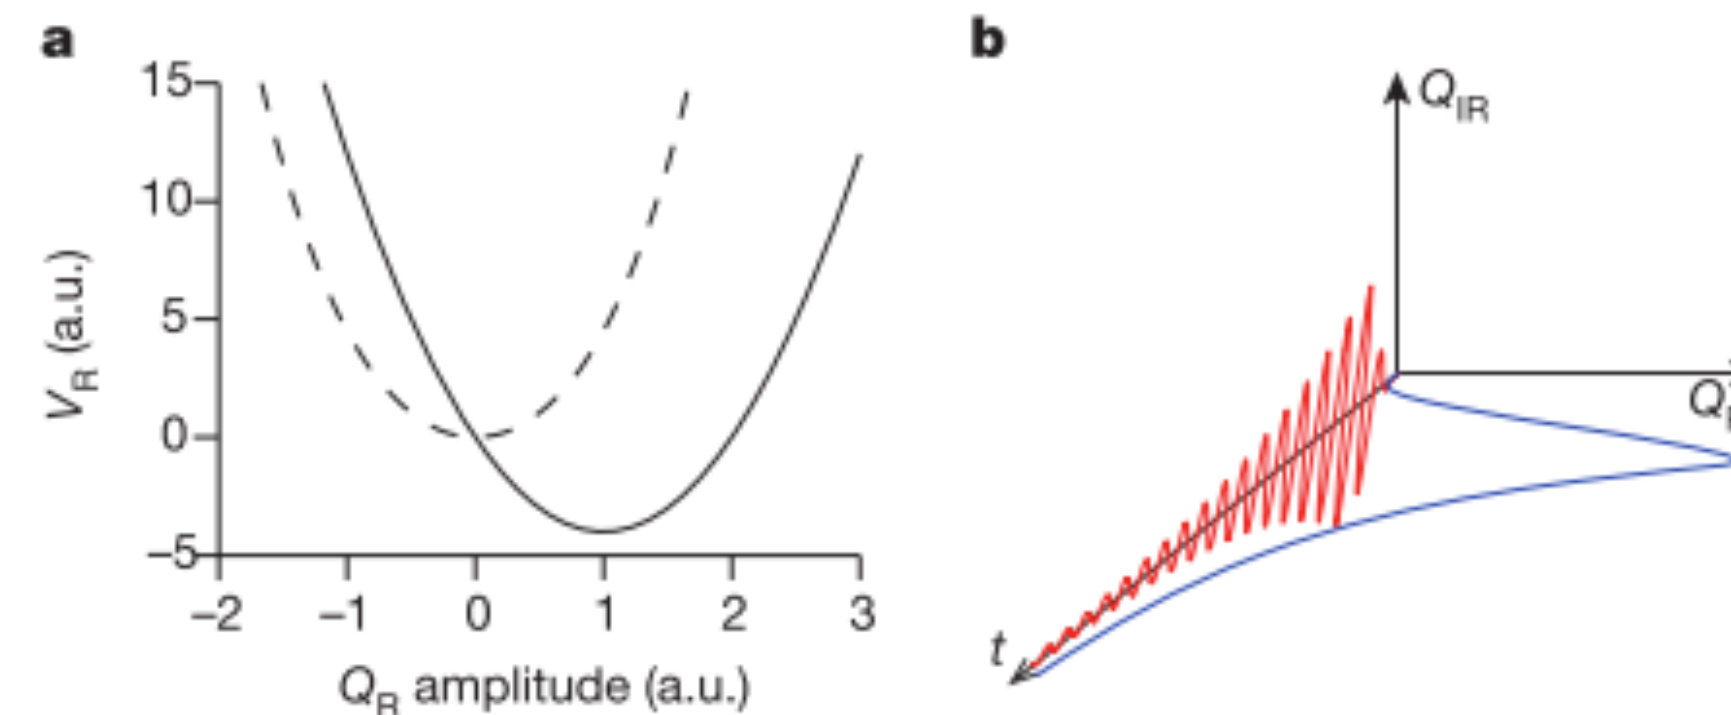 a
15
10
5
0
−5
V_R (a.u.)
−2 −1 0 1 2 3
Q_R amplitude (a.u.)
b
Q_IR
t